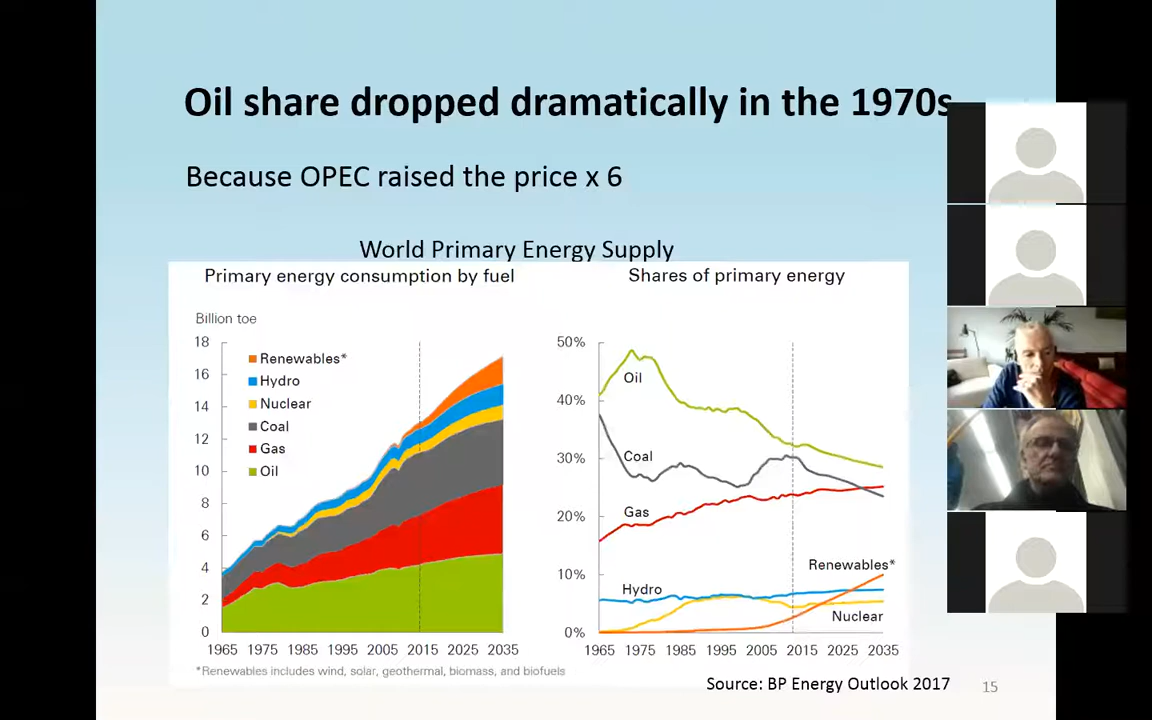 Oil share dropped dramatically in the 1970s
Because OPEC raised the price x 6
World Primary Energy Supply
Primary energy consumption by fuel
Billion toe
18
16
14
12
10
8
6
4
2
0
Renewables*
Hydro
Nuclear
Coal
Gas
Oil
1965 1975 1985 1995 2005 2015 2025 2035
*Renewables includes wind, solar, geothermal, biomass, and biofuels
Shares of primary energy
50%
40%
30%
20%
10%
0%
Oil
Coal
Gas
Renewables*
Hydro
Nuclear
1965 1975 1985 1995 2005 2015 2025 2035
Source: BP Energy Outlook 2017
15